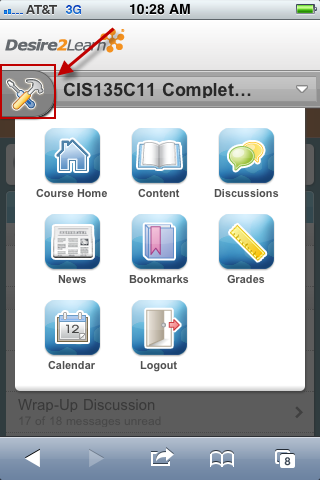 AT&T 3G 10:28 AM
Desire2Learn
CIS135C11 Complet...
Course Home Content Discussions
News Bookmarks Grades
12
Calendar Logout
Wrap-Up Discussion
17 of 18 messages unread
8